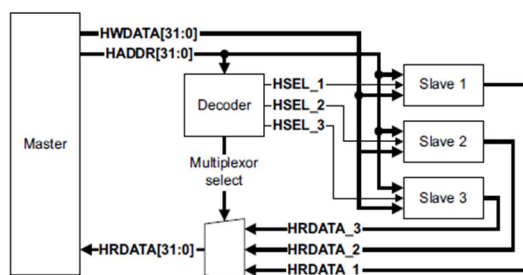 HWDATA[31:0]
HADDR[31:0]
Master
Decoder
HSEL_1
HSEL_2
HSEL_3
Slave 1
Slave 2
Slave 3
Multiplexor
select
HRDATA_3
HRDATA_2
HRDATA_1
HRDATA[31:0]